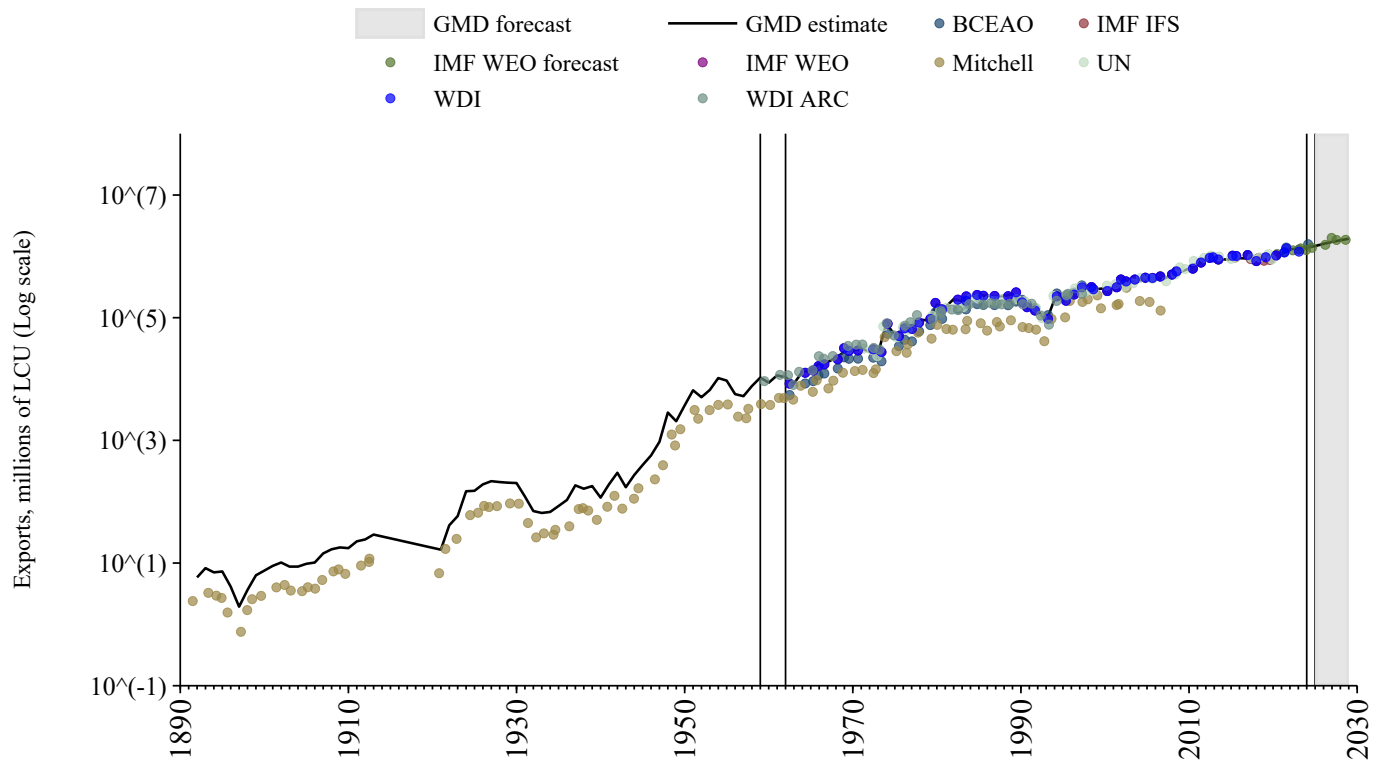 GMD forecast GMD estimate BCEAO IMF IFS
IMF WEO forecast IMF WEO Mitchell UN
WDI WDI ARC
Exports, millions of LCU (Log scale)
10^(7)
10^(5)
10^(3)
10^(1)
10^(-1)
1890 1910 1930 1950 1970 1990 2010 2030